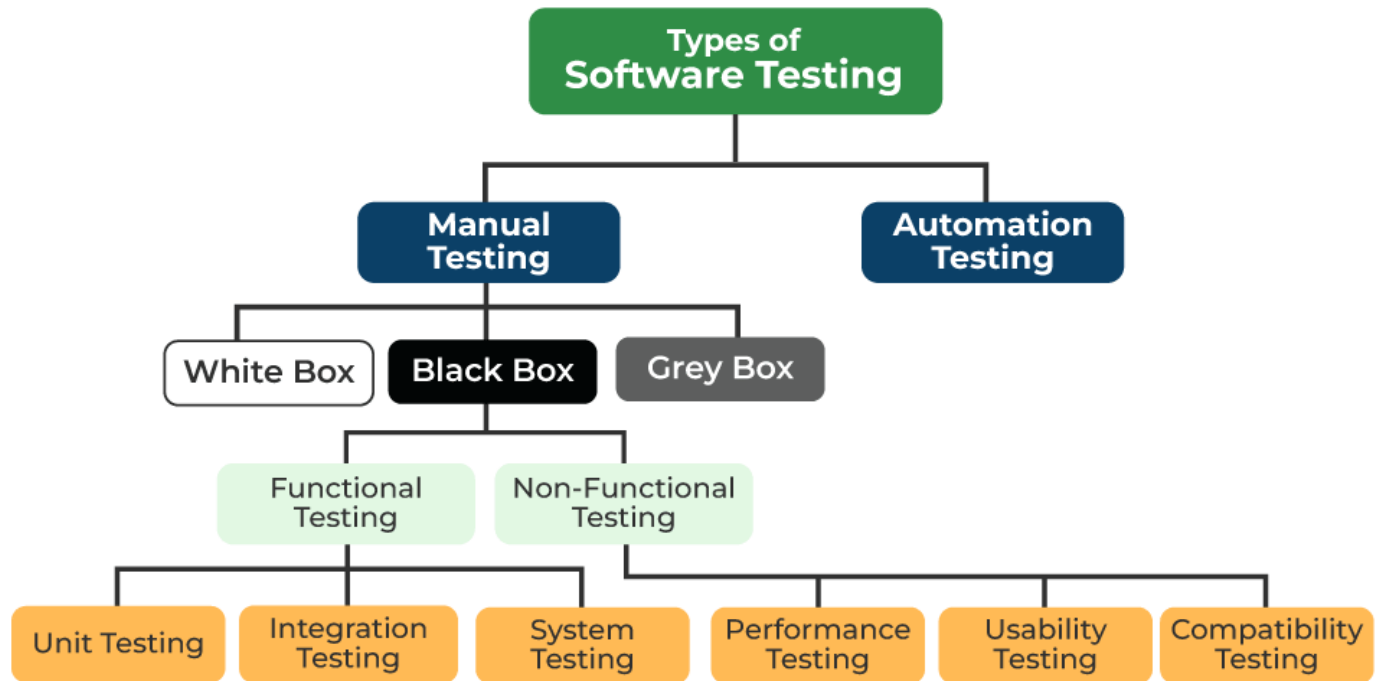 Types of
Software Testing
Manual
Testing
Automation
Testing
White Box
Black Box
Grey Box
Functional
Testing
Non-Functional
Testing
Unit Testing
Integration
Testing
System
Testing
Performance
Testing
Usability
Testing
Compatibility
Testing